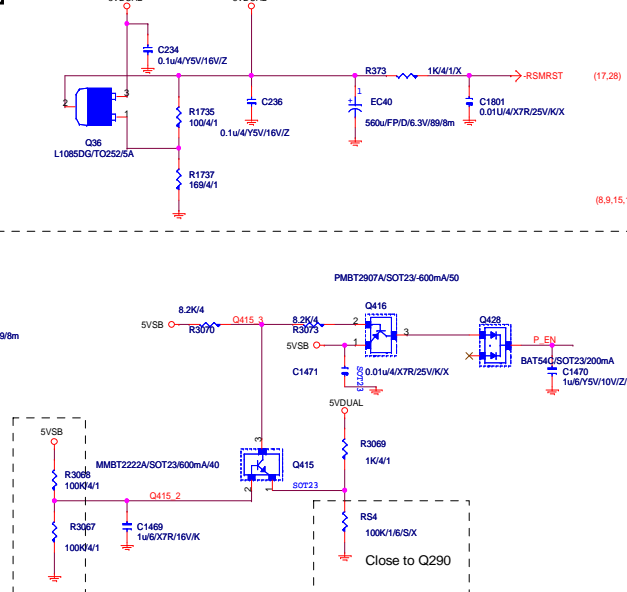 C234
0.1u/4/Y5V/16V/Z
R373
1K/4/1/X
-RSMRST
(17,28)
2
3
1
R1735
100/4/1
C236
0.1u/4/Y5V/16V/Z
1
+
EC40
560u/FP/D/6.3V/89/8m
C1801
0.01U/4/X7R/25V/K/X
Q36
L1085DG/TO252/5A
R1737
169/4/1
(8,9,15,
PMBT2907A/SOT23/-600mA/50
8.2K/4
Q416
5VSB
Q415_3
8.2K/4
2
3
Q428
R3070
R3073
P_EN
9/8m
5VSB
1
BAT54C/SOT23/200mA
C1471
SOT23
0.01u/4/X7R/25V/K/X
C1470
1u/6/Y5V/10V/Z/
5VDUAL
5VSB
3
R3069
1K/4/1
MMBT2222A/SOT23/600mA/40
Q415
R3068
100K/4/1
2
1
SOT23
Q415_2
R3067
100K/4/1
C1469
1u/6/X7R/16V/K
RS4
100K/1/6/S/X
Close to Q290